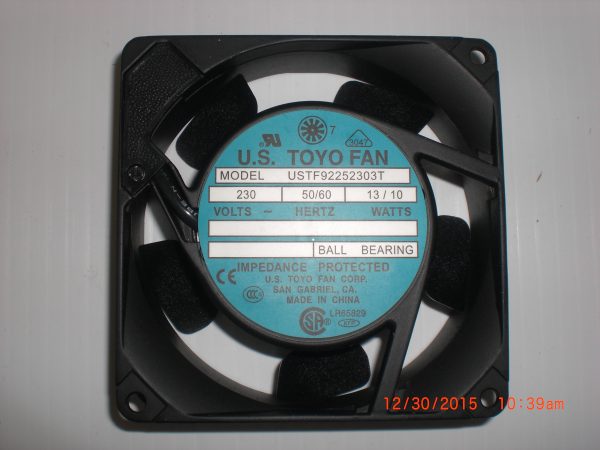 7
3047
U.S. TOYO FAN
MODEL USTF92252303T
230 50/60 13 / 10
VOLTS ~ HERTZ WATTS
BALL BEARING
IMPEDANCE PROTECTED
U.S. TOYO FAN CORP.
SAN GABRIEL, CA.
MADE IN CHINA
LR65829
12/30/2015 10:39am